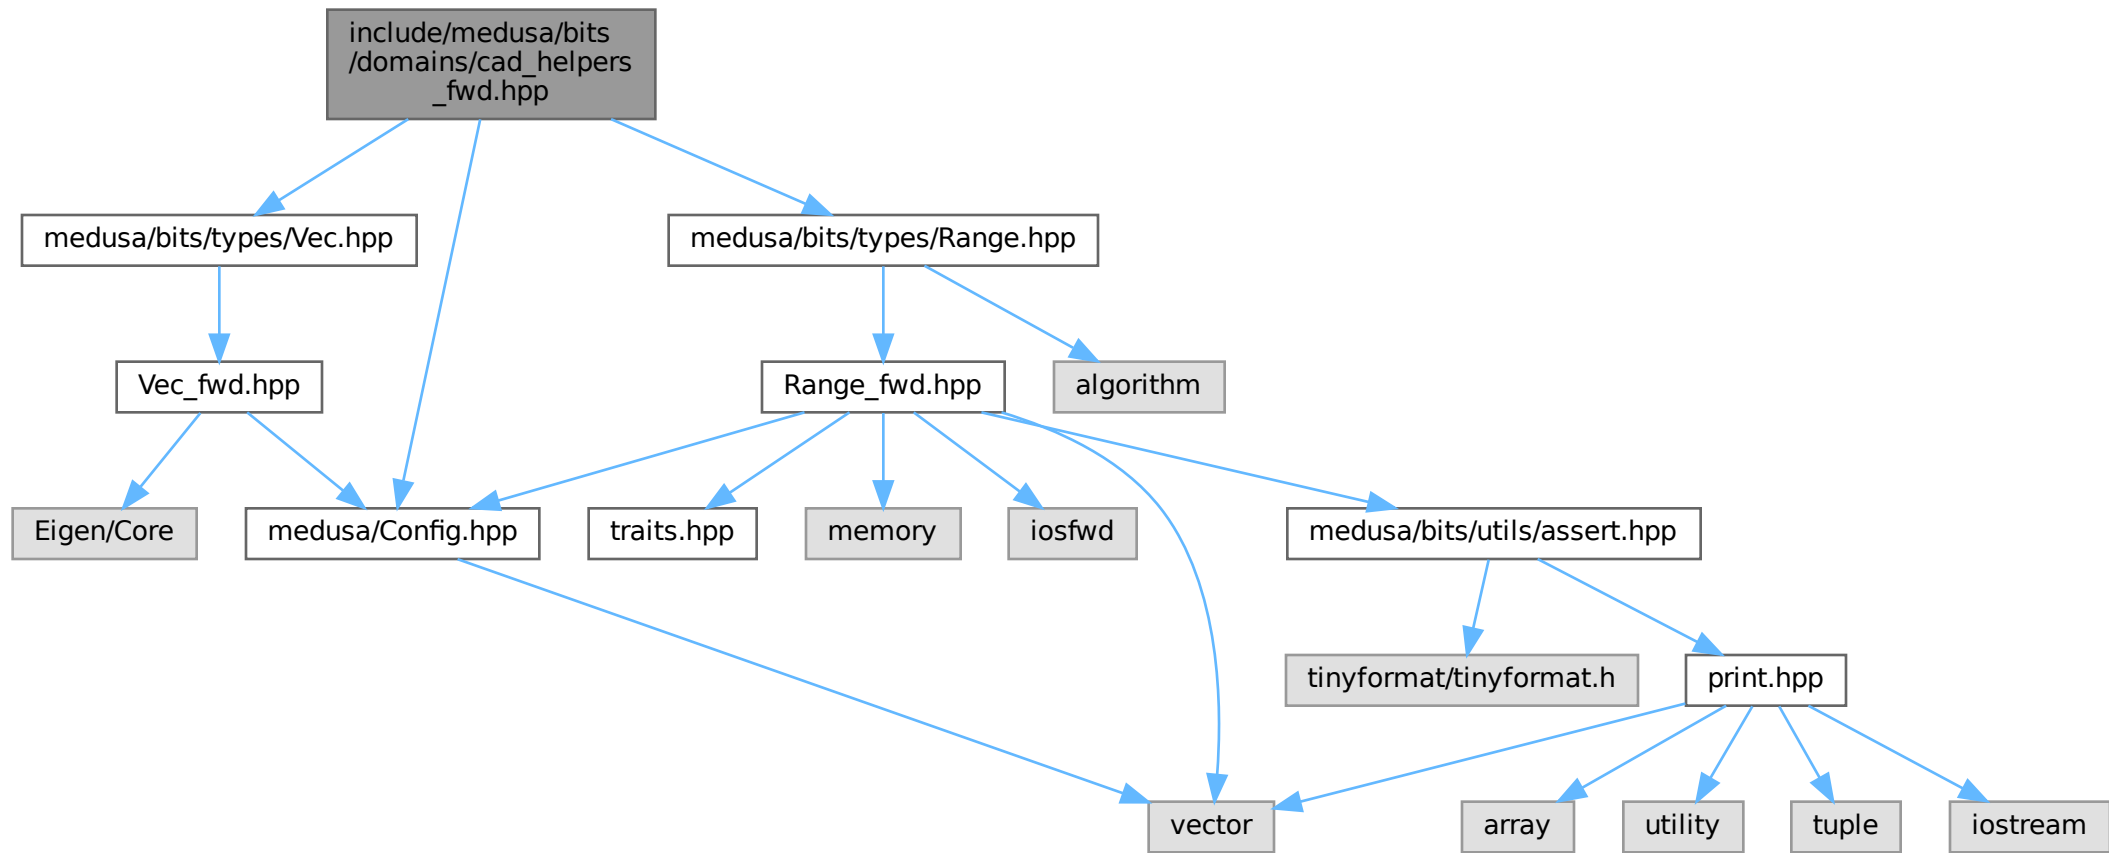 include/medusa/bits
/domains/cad_helpers
_fwd.hpp
medusa/bits/types/Vec.hpp
medusa/bits/types/Range.hpp
Vec_fwd.hpp
Range_fwd.hpp
algorithm
Eigen/Core
medusa/Config.hpp
traits.hpp
memory
iosfwd
medusa/bits/utils/assert.hpp
tinyformat/tinyformat.h
print.hpp
vector
array
utility
tuple
iostream